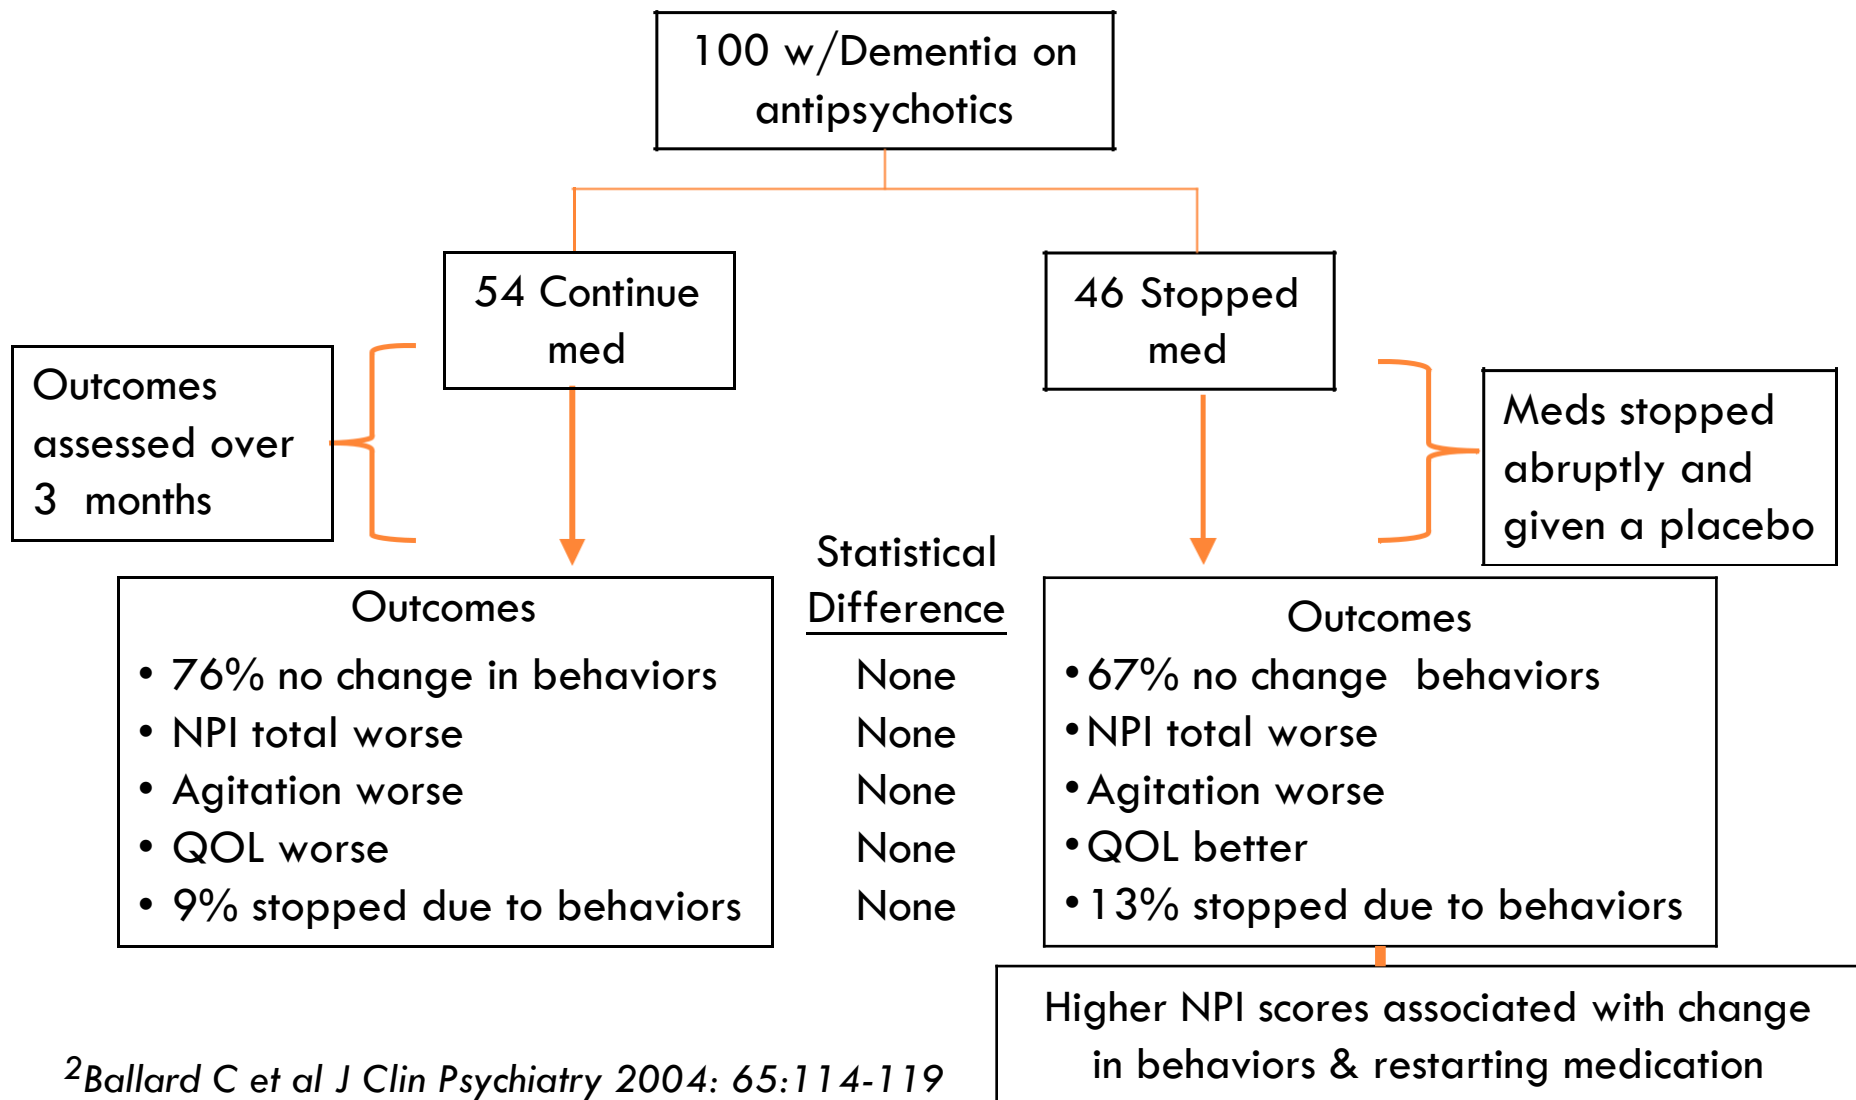 100 w/Dementia on
antipsychotics
54 Continue
med
46 Stopped
med
Outcomes
assessed over
3 months
Meds stopped
abruptly and
given a placebo
Outcomes
• 76% no change in behaviors
• NPI total worse
• Agitation worse
• QOL worse
• 9% stopped due to behaviors
Statistical
Difference
None
None
None
None
None
Outcomes
• 67% no change behaviors
• NPI total worse
• Agitation worse
• QOL better
• 13% stopped due to behaviors
Higher NPI scores associated with change
in behaviors & restarting medication
2Ballard C et al J Clin Psychiatry 2004: 65:114-119